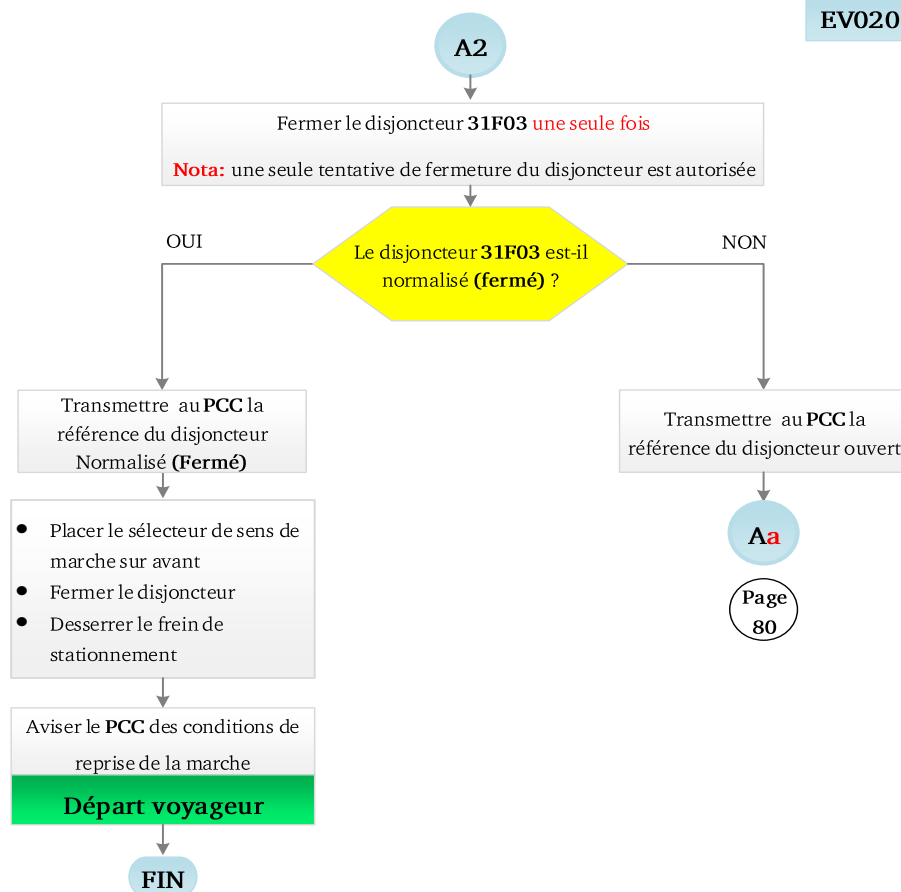 EV020
A2
Fermer le disjoncteur 31F03 une seule fois
Nota: une seule tentative de fermeture du disjoncteur est autorisée
Le disjoncteur 31F03 est-il
normalisé (fermé) ?
OUI
NON
Transmettre au PCC la
référence du disjoncteur
Normalisé (Fermé)
Transmettre au PCC la
référence du disjoncteur ouvert
• Placer le sélecteur de sens de
marche sur avant
• Fermer le disjoncteur
• Desserrer le frein de
stationnement
Aa
Page
80
Aviser le PCC des conditions de
reprise de la marche
Départ voyageur
FIN